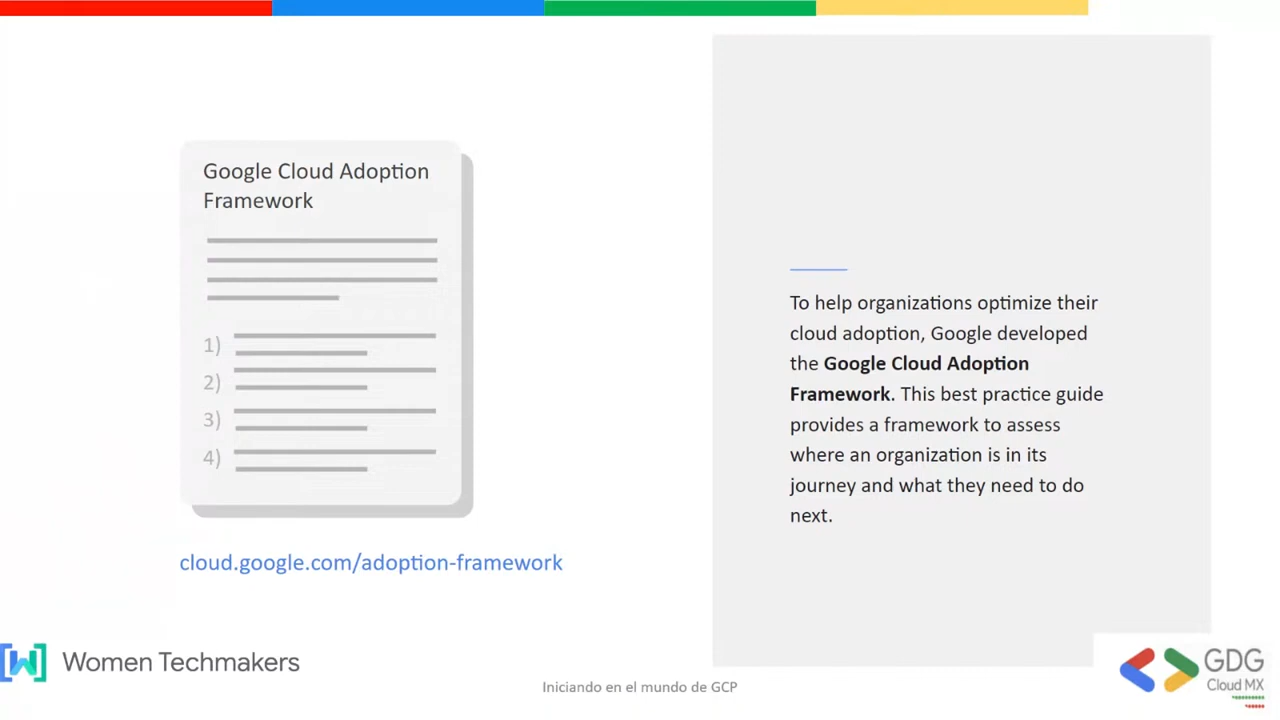 Google Cloud Adoption
Framework
1)
2)
3)
4)
cloud.google.com/adoption-framework
To help organizations optimize their
cloud adoption, Google developed
the Google Cloud Adoption
Framework. This best practice guide
provides a framework to assess
where an organization is in its
journey and what they need to do
next.
Women Techmakers
Iniciando en el mundo de GCP
GDG
Cloud MX